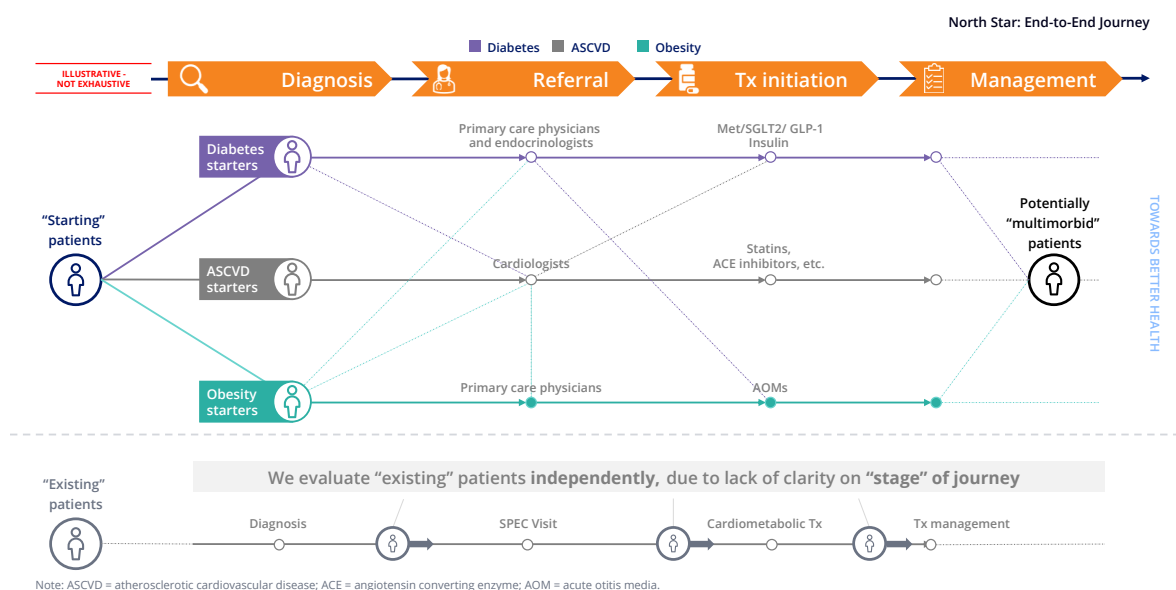 North Star: End-to-End Journey
Diabetes
ASCVD
Obesity
ILLUSTRATIVE -
NOT EXHAUSTIVE
Diagnosis
Referral
Tx initiation
Management
Primary care physicians
and endocrinologists
Met/SGLT2/ GLP-1
Insulin
Diabetes
starters
“Starting”
patients
ASCVD
starters
Cardiologists
Statins,
ACE inhibitors, etc.
Potentially
“multimorbid”
patients
TOWARDS BETTER HEALTH
Obesity
starters
Primary care physicians
AOMs
We evaluate “existing” patients independently, due to lack of clarity on “stage” of journey
“Existing”
patients
Diagnosis
SPEC Visit
Cardiometabolic Tx
Tx management
Note: ASCVD = atherosclerotic cardiovascular disease; ACE = angiotensin converting enzyme; AOM = acute otitis media.